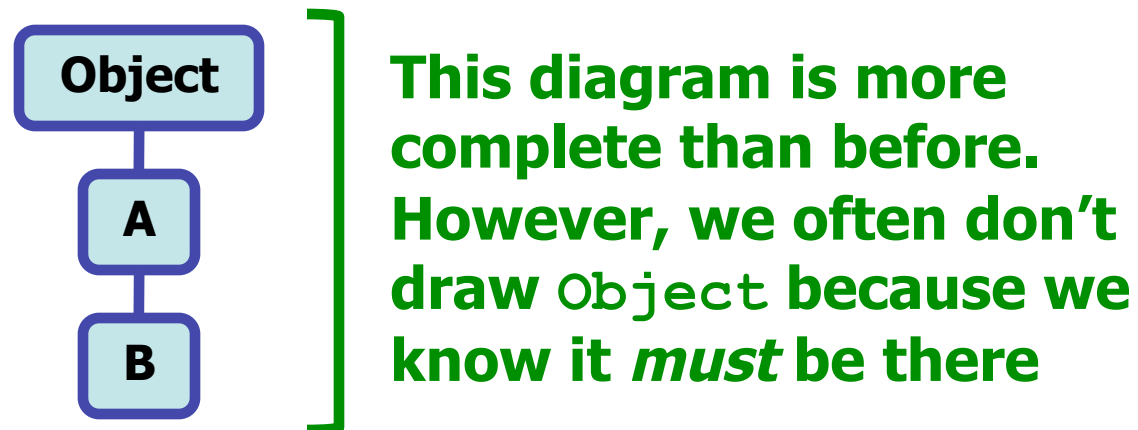 Object
A
B
This diagram is more
complete than before.
However, we often don’t
draw Object because we
know it must be there